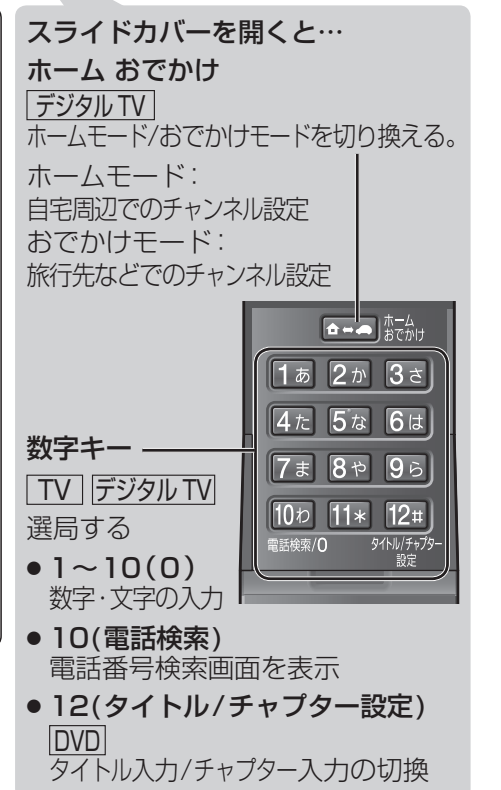 スライドカバーを開くと…
ホーム おでかけ
デジタルTV
ホームモード/おでかけモードを切り換える。
ホームモード:
自宅周辺でのチャンネル設定
おでかけモード:
旅行先などでのチャンネル設定
ホーム
おでかけ
1あ 2か 3さ
4た 5な 6は
7ま 8や 9ら
10わ 11* 12#
電話検索/0 タイトル/チャプター
設定
数字キー
TV デジタルTV
選局する
● 1～10(0)
数字・文字の入力
● 10(電話検索)
電話番号検索画面を表示
● 12(タイトル/チャプター設定)
DVD
タイトル入力/チャプター入力の切換